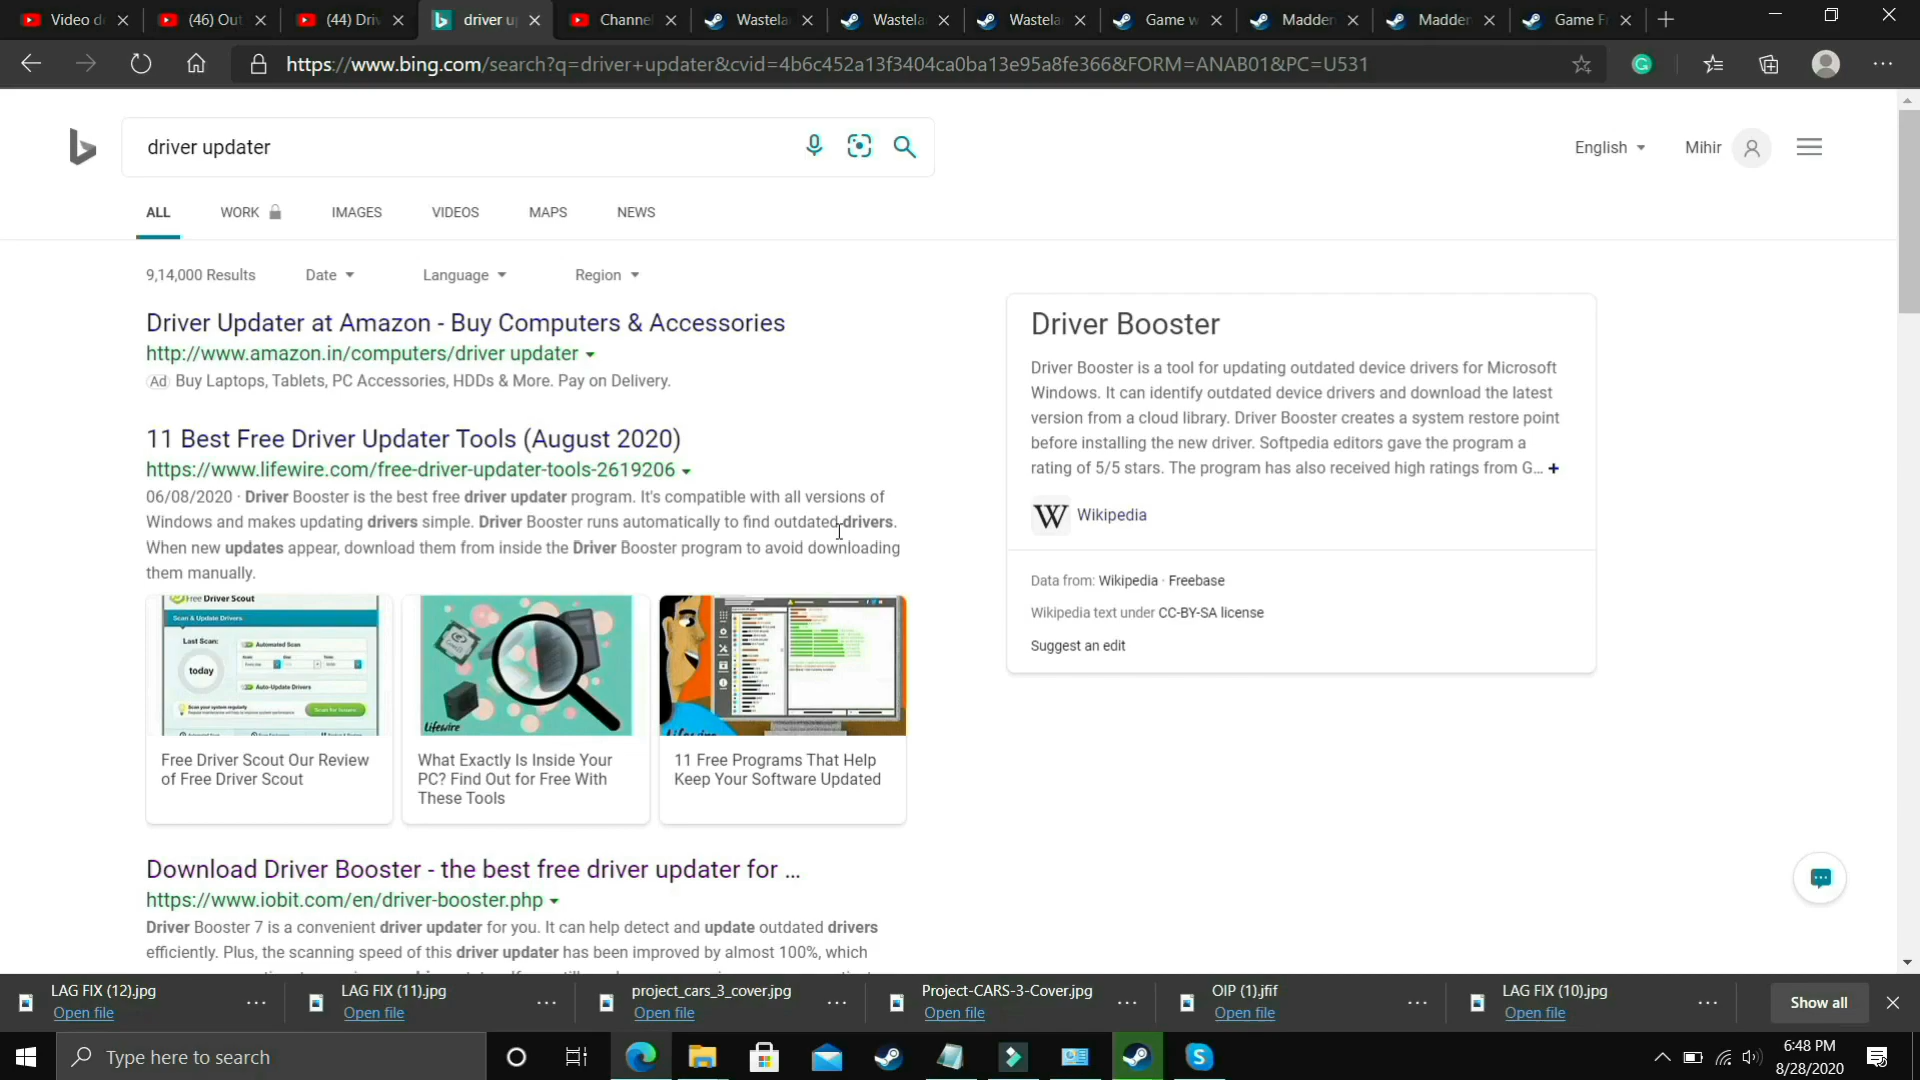 Video d
(46) Out
(44) Driv
driver u
Channe
Wastela
Wastela
Wastela
Game w
Madden
Madden
Game F
https://www.bing.com/search?q=driver+updater&cvid=4b6c452a13f3404ca0ba13e95a8fe366&FORM=ANAB01&PC=U531
driver updater
English
Mihir
ALL
WORK
IMAGES
VIDEOS
MAPS
NEWS
9,14,000 Results
Date
Language
Region
Driver Updater at Amazon - Buy Computers & Accessories
http://www.amazon.in/computers/driver updater
Ad Buy Laptops, Tablets, PC Accessories, HDDs & More. Pay on Delivery.
11 Best Free Driver Updater Tools (August 2020)
https://www.lifewire.com/free-driver-updater-tools-2619206
06/08/2020 · Driver Booster is the best free driver updater program. It's compatible with all versions of
Windows and makes updating drivers simple. Driver Booster runs automatically to find outdated drivers.
When new updates appear, download them from inside the Driver Booster program to avoid downloading
them manually.
Free Driver Scout
Scan & Update Drivers
Last Scan:
today
Automated Scan
Auto-Update Drivers
Lifewire
Lifewire
Free Driver Scout Our Review
of Free Driver Scout
What Exactly Is Inside Your
PC? Find Out for Free With
These Tools
11 Free Programs That Help
Keep Your Software Updated
Download Driver Booster - the best free driver updater for ...
https://www.iobit.com/en/driver-booster.php
Driver Booster 7 is a convenient driver updater for you. It can help detect and update outdated drivers
efficiently. Plus, the scanning speed of this driver updater has been improved by almost 100%, which
Driver Booster
Driver Booster is a tool for updating outdated device drivers for Microsoft
Windows. It can identify outdated device drivers and download the latest
version from a cloud library. Driver Booster creates a system restore point
before installing the new driver. Softpedia editors gave the program a
rating of 5/5 stars. The program has also received high ratings from G... +
W Wikipedia
Data from: Wikipedia · Freebase
Wikipedia text under CC-BY-SA license
Suggest an edit
LAG FIX (12).jpg
Open file
LAG FIX (11).jpg
Open file
project_cars_3_cover.jpg
Open file
Project-CARS-3-Cover.jpg
Open file
OIP (1).jfif
Open file
LAG FIX (10).jpg
Open file
Show all
Type here to search
6:48 PM
8/28/2020